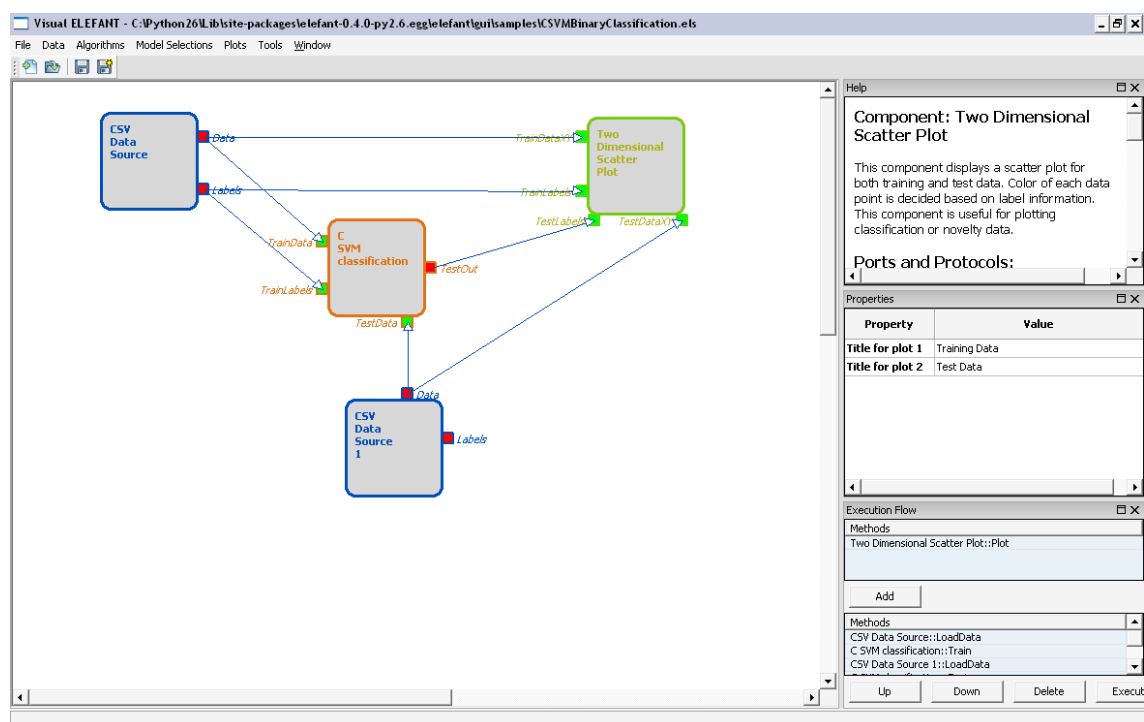 Visual ELEFANT - C:\Python26\Lib\site-packages\elefant-0.4.0-py2.6.egg\elefant\gui\samples\CSVMBinaryClassification.els
File Data Algorithms Model Selections Plots Tools Window
CSV
Data
Source
Data
Labels
TrainDataXY
TrainLabels
Two
Dimensional
Scatter
Plot
TestLabels
TestDataXY
TrainData
TrainLabels
C
SVM
classification
TestOut
TestData
Data
CSV
Data
Source
1
Labels
Help
Component: Two Dimensional
Scatter Plot
This component displays a scatter plot for
both training and test data. Color of each data
point is decided based on label information.
This component is useful for plotting
classification or novelty data.
Ports and Protocols:
Properties
Property Value
Title for plot 1 Training Data
Title for plot 2 Test Data
Execution Flow
Methods
Two Dimensional Scatter Plot::Plot
Add
Methods
CSV Data Source::LoadData
C SVM classification::Train
CSV Data Source 1::LoadData
Up Down Delete Execut